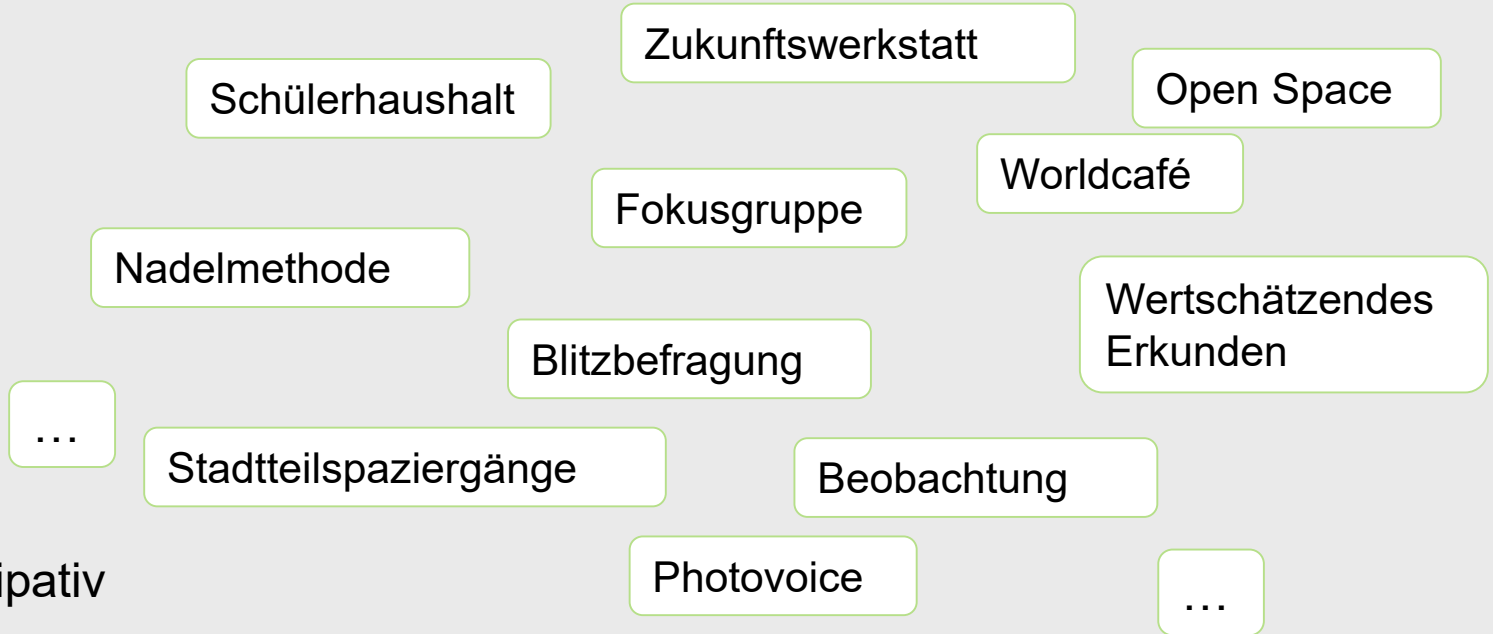 Zukunftswerkstatt
Schülerhaushalt
Open Space
Worldcafé
Fokusgruppe
Nadelmethode
Wertschätzendes
Erkunden
Blitzbefragung
…
Stadtteilspaziergänge
Beobachtung
ipativ
Photovoice
…